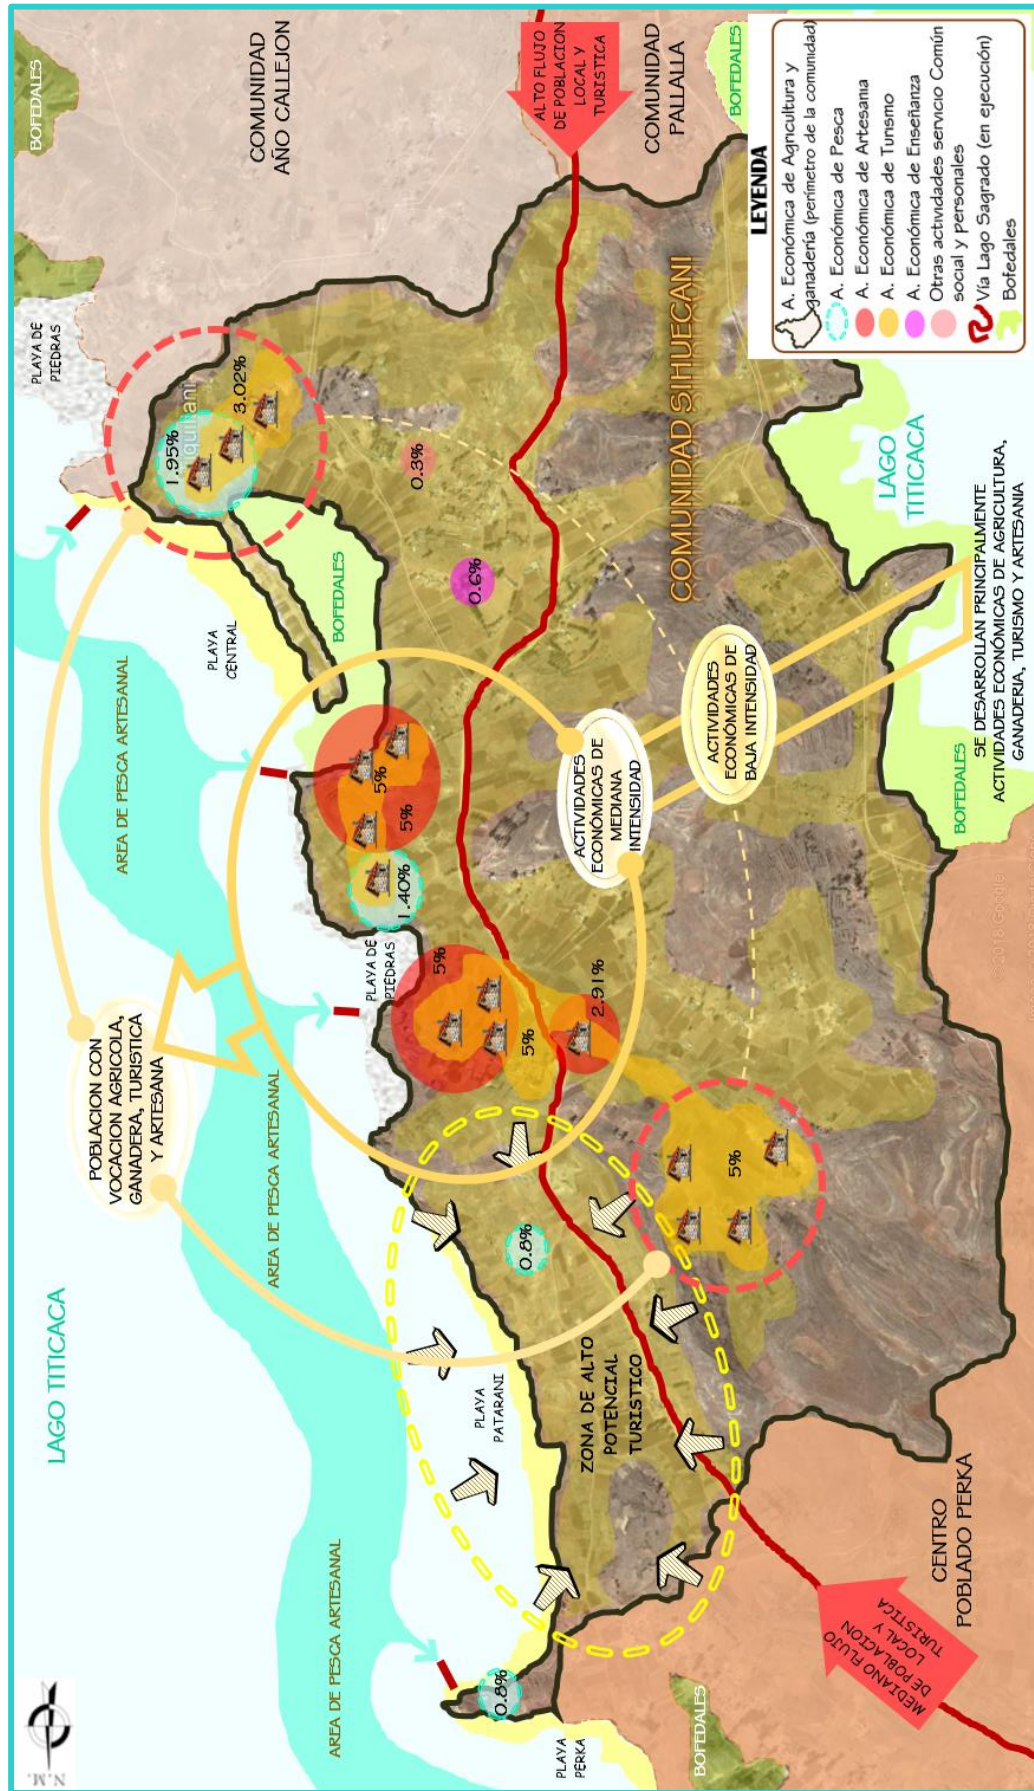 N.M.
LAGO TITICACA
AREA DE PESCA ARTESANAL
AREA DE PESCA ARTESANAL
AREA DE PESCA ARTESANAL
POBLACION CON
VOCACION AGRICOLA,
GANADERA, TURISTICA
Y ARTESANA
PLAYA
PERKA
PLAYA
PATARANI
PLAYA DE
PIEDRAS
PLAYA
CENTRAL
PLAYA DE
PIEDRAS
BOFEDALES
COMUNIDAD
AÑO CALLEJON
ALTO FLUJO
DE POBLACION
LOCAL Y
TURISTICA
COMUNIDAD
PALLALLA
BOFEDALES
1.95%
3.02%
BOFEDALES
0.3%
0.6%
5%
5%
1.40%
5%
5%
2.91%
0.8%
0.8%
5%
ZONA DE ALTO
POTENCIAL
TURISTICO
ACTIVIDADES
ECONÓMICAS DE
MEDIANA
INTENSIDAD
ACTIVIDADES
ECONÓMICAS DE
BAJA INTENSIDAD
COMUNIDAD SIHUECANI
BOFEDALES
MEDIANO FLUJO
DE POBLACION
LOCAL Y
TURISTICA
CENTRO
POBLADO PERKA
© 2018 Google
BOFEDALES
LAGO
TITICACA
SE DESARROLLAN PRINCIPALMENTE
ACTIVIDADES ECONÓMICAS DE AGRICULTURA,
GANADERIA, TURISMO Y ARTESANIA
LEYENDA
A. Económica de Agricultura y
ganadería (perímetro de la comunidad)
A. Económica de Pesca
A. Económica de Artesania
A. Económica de Turismo
A. Económica de Enseñanza
Otras actividades servicio Común
social y personales
Vía Lago Sagrado (en ejecución)
Bofedales